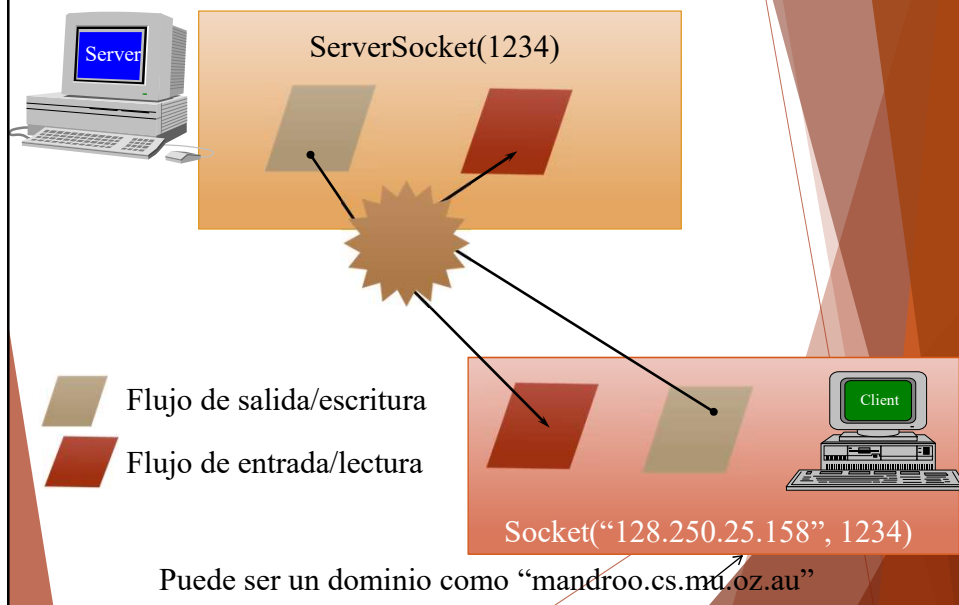 Server
ServerSocket(1234)
Flujo de salida/escritura
Flujo de entrada/lectura
Client
Socket(“128.250.25.158”, 1234)
Puede ser un dominio como “mandroo.cs.mu.oz.au”